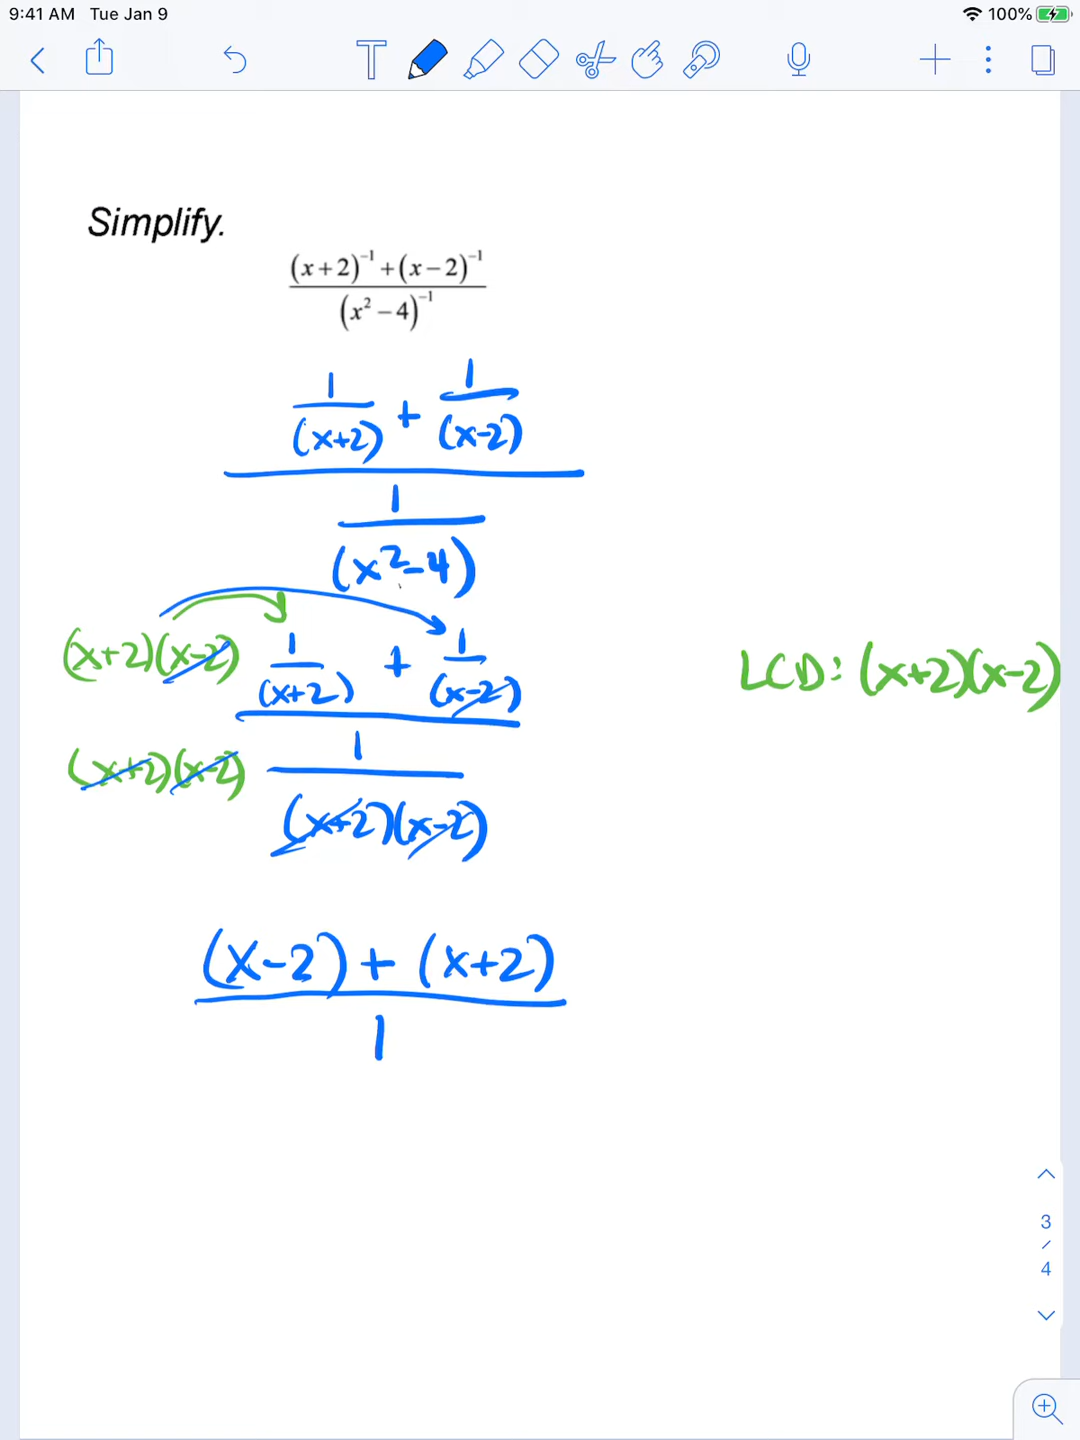 9:41 AM Tue Jan 9 100%
Simplify.
(x+2)⁻¹+(x−2)⁻¹
(x²−4)⁻¹
1 1
(x+2) + (x-2)
1
(x²-4)
(x+2)(x-2) 1 + 1
(x+2) (x-2)
LCD: (x+2)(x-2)
(x+2)(x-2) 1
(x+2)(x-2)
(x-2) + (x+2)
1
3
/
4